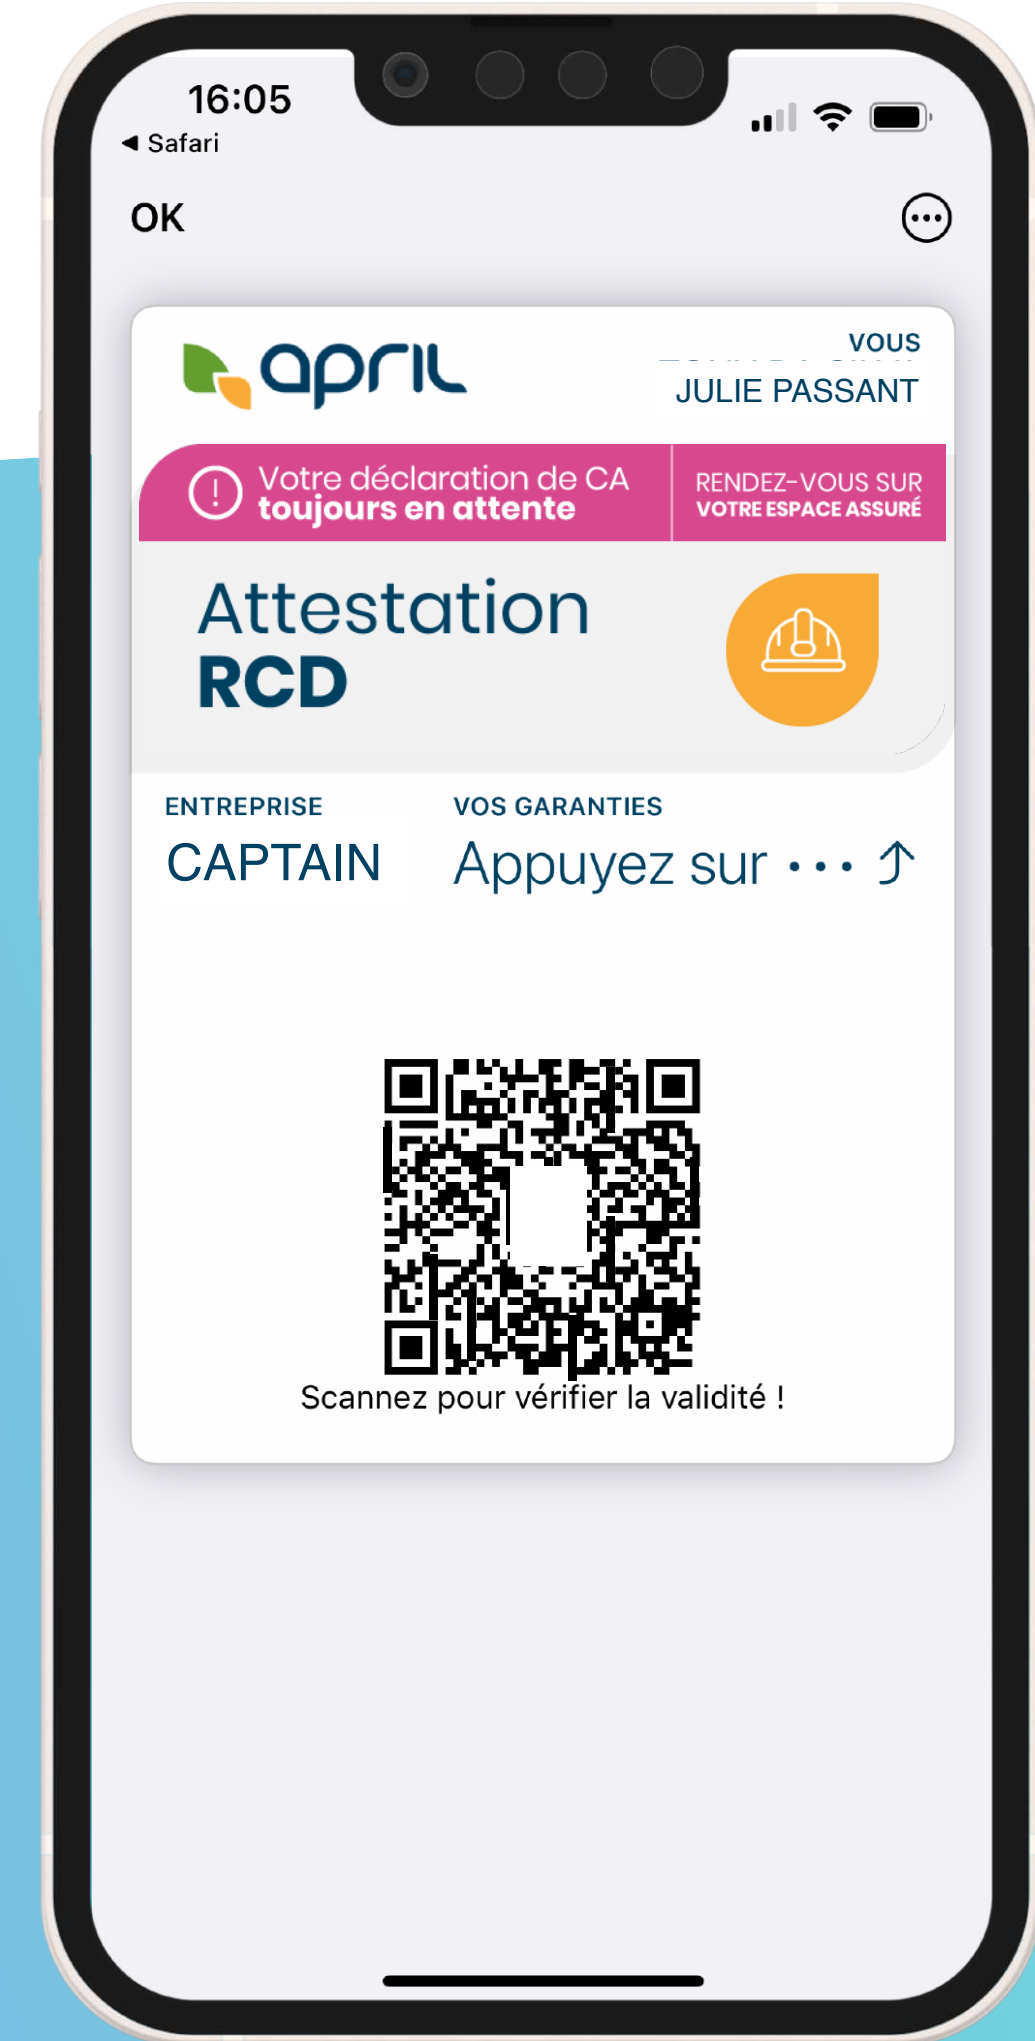 16:05
◀ Safari
OK
april
VOUS
JULIE PASSANT
Votre déclaration de CA
toujours en attente
RENDEZ-VOUS SUR
VOTRE ESPACE ASSURÉ
Attestation
RCD
ENTREPRISE
VOS GARANTIES
CAPTAIN
Appuyez sur ••• ⤴
Scannez pour vérifier la validité !